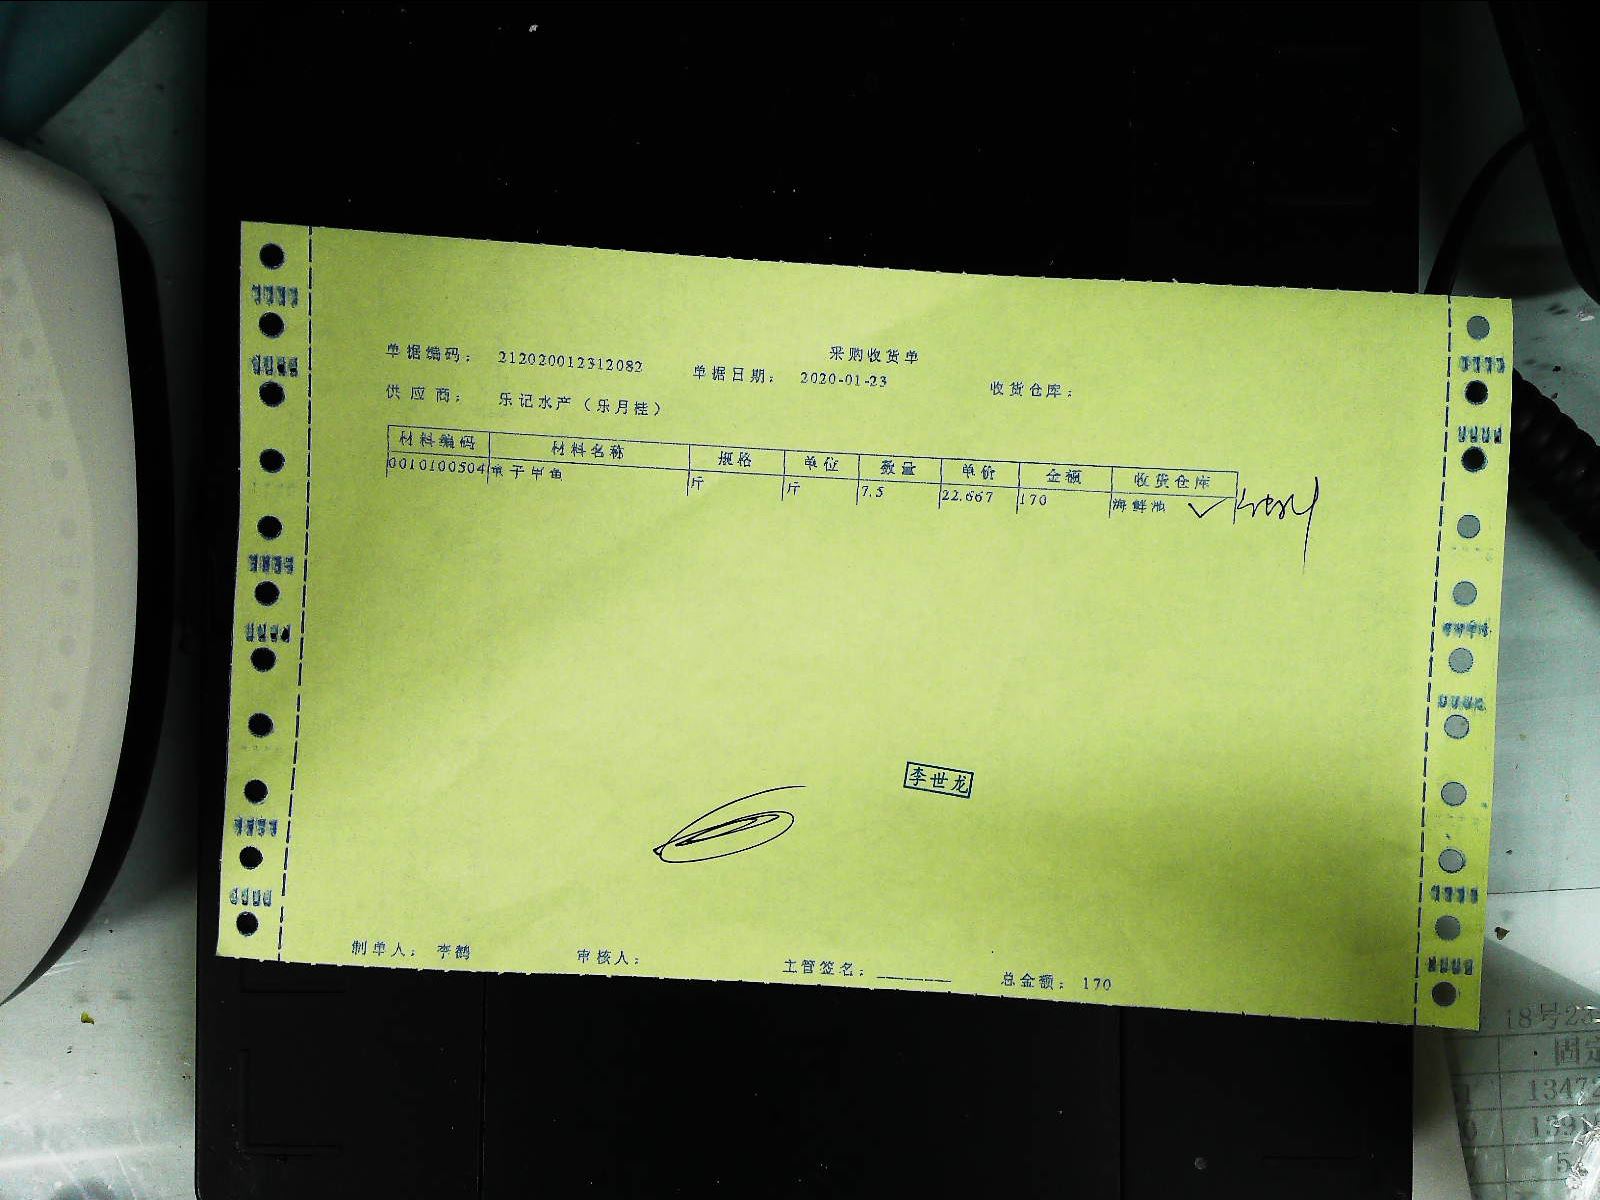 采购收货单
单据编码： 212020012312082 单据日期： 2020-01-23 收货仓库：
供应商： 乐记水产（乐月桂）
材料编码 材料名称 规格 单位 数量 单价 金额 收货仓库
0010100504 甲鱼 斤 斤 7.5 22.667 170 海鲜池
李世龙
制单人： 李鹤 审核人： 主管签名： 总金额： 170
18号
固定